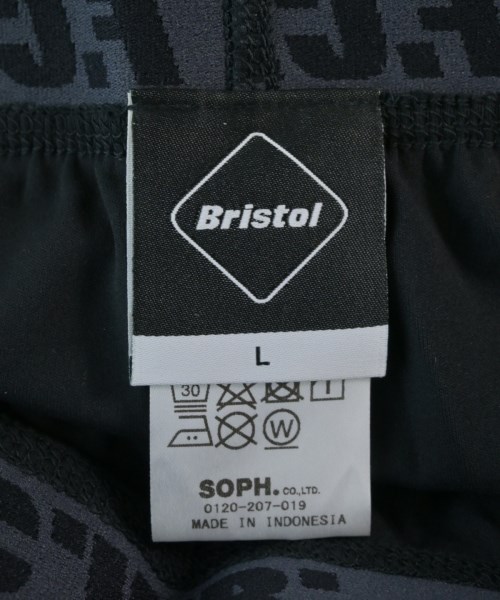 Bristol
L
30
W
SOPH. CO.,LTD.
0120-207-019
MADE IN INDONESIA